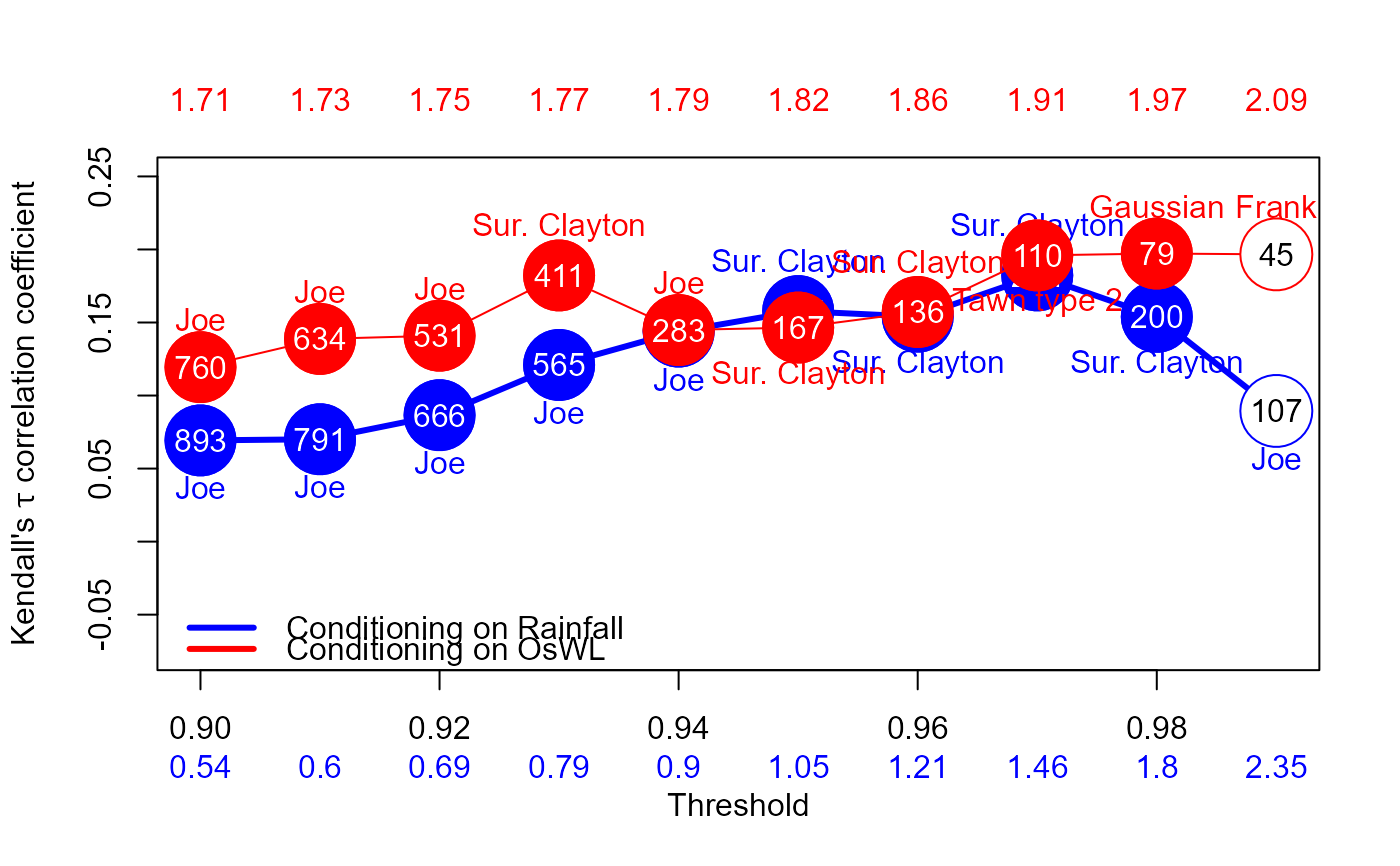 1.71 1.73 1.75 1.77 1.79 1.82 1.86 1.91 1.97 2.09
Kendall's τ correlation coefficient
0.25
0.15
0.05
-0.05
Gaussian Frank
Sur. Clayton Sur. Clayton
110 79 45
Sur. Clayton Sur. Clayton
411
Joe Joe Joe Joe
Tawn type 2
760 634 531 283 167 136 200
Sur. Clayton Sur. Clayton Sur. Clayton
565 Joe
893 791 666 Joe 107
Joe Joe Joe Joe
Conditioning on Rainfall
Conditioning on OsWL
0.90 0.92 0.94 0.96 0.98
0.54 0.6 0.69 0.79 0.9 1.05 1.21 1.46 1.8 2.35
Threshold